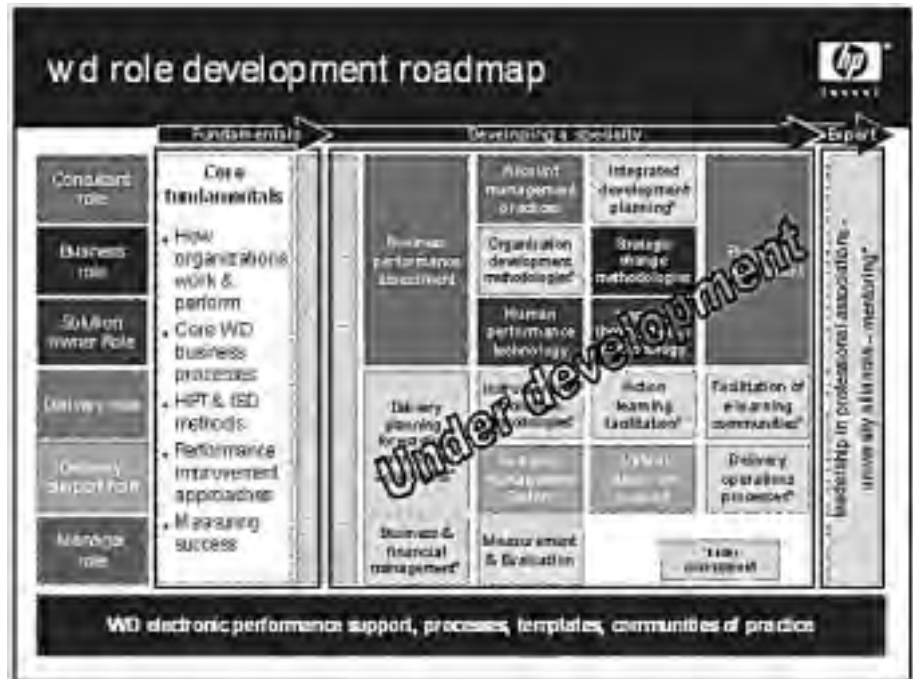 wd role development roadmap
hp
invent
Fundamentals
Developing a specialty
Expert
Consultant
role
Business
role
Solution
owner Role
Delivery role
Delivery
support Role
Manager
role
Core
fundamentals
• How
organizations
work &
perform
• Core WD
business
processes
• HPT & ISD
methods
• Performance
improvement
approaches
• Measuring
success
Business
performance
assessment
Account
management
practices
Integrated
development
planning*
Organization
development
methodologies*
Strategic
change
methodologies
Human
performance
technology
Delivery
planning
Action
learning
facilitation*
Facilitation of
elearning
communities*
Delivery
operations
processes*
Business &
financial
management*
Measurement
& Evaluation
Under development
leadership in professional associations -
university alliances - mentoring*
WD electronic performance support, processes, templates, communities of practice